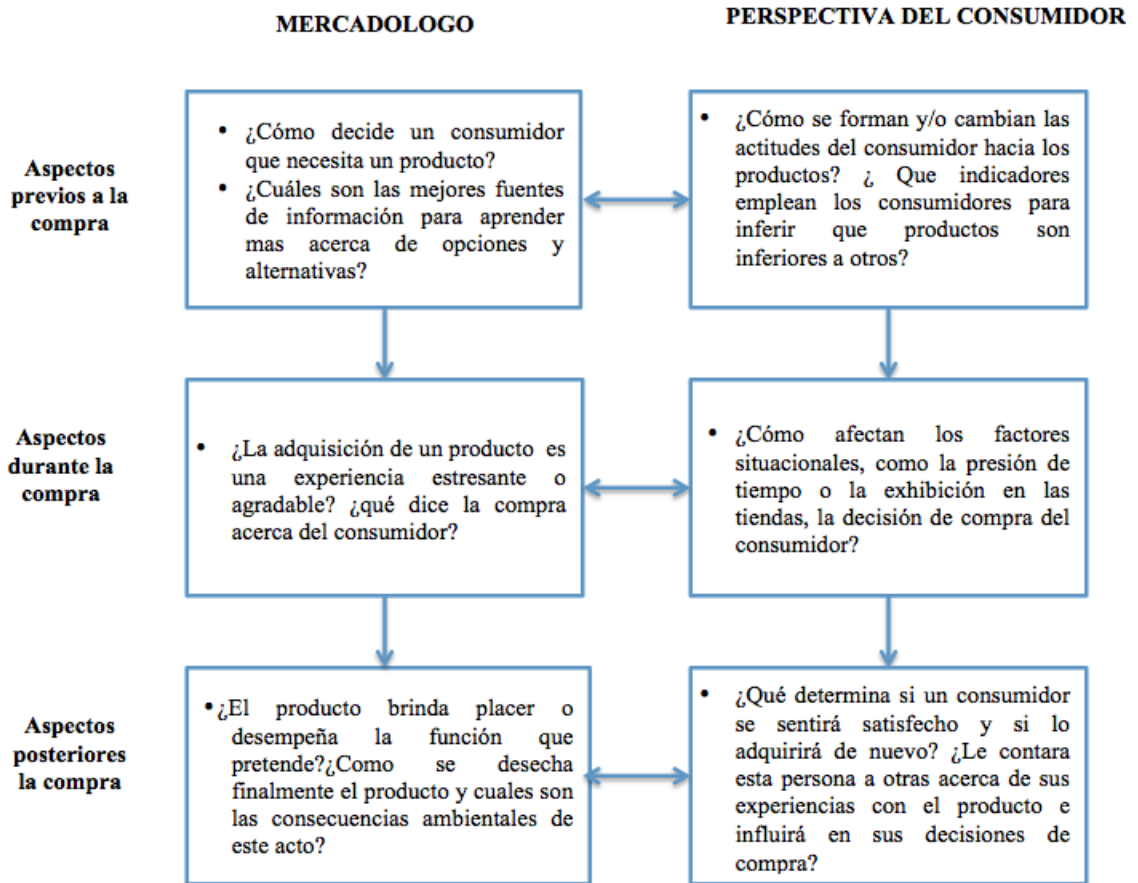 MERCADOLOGO
PERSPECTIVA DEL CONSUMIDOR
Aspectos
previos a la
compra
• ¿Cómo decide un consumidor
que necesita un producto?
• ¿Cuáles son las mejores fuentes
de información para aprender
mas acerca de opciones y
alternativas?
• ¿Cómo se forman y/o cambian las
actitudes del consumidor hacia los
productos? ¿ Que indicadores
emplean los consumidores para
inferir que productos son
inferiores a otros?
Aspectos
durante la
compra
• ¿La adquisición de un producto es
una experiencia estresante o
agradable? ¿qué dice la compra
acerca del consumidor?
• ¿Cómo afectan los factores
situacionales, como la presión de
tiempo o la exhibición en las
tiendas, la decisión de compra del
consumidor?
Aspectos
posteriores
la compra
• ¿El producto brinda placer o
desempeña la función que
pretende?¿Como se desecha
finalmente el producto y cuales son
las consecuencias ambientales de
este acto?
• ¿Qué determina si un consumidor
se sentirá satisfecho y si lo
adquirirá de nuevo? ¿Le contara
esta persona a otras acerca de sus
experiencias con el producto e
influirá en sus decisiones de
compra?